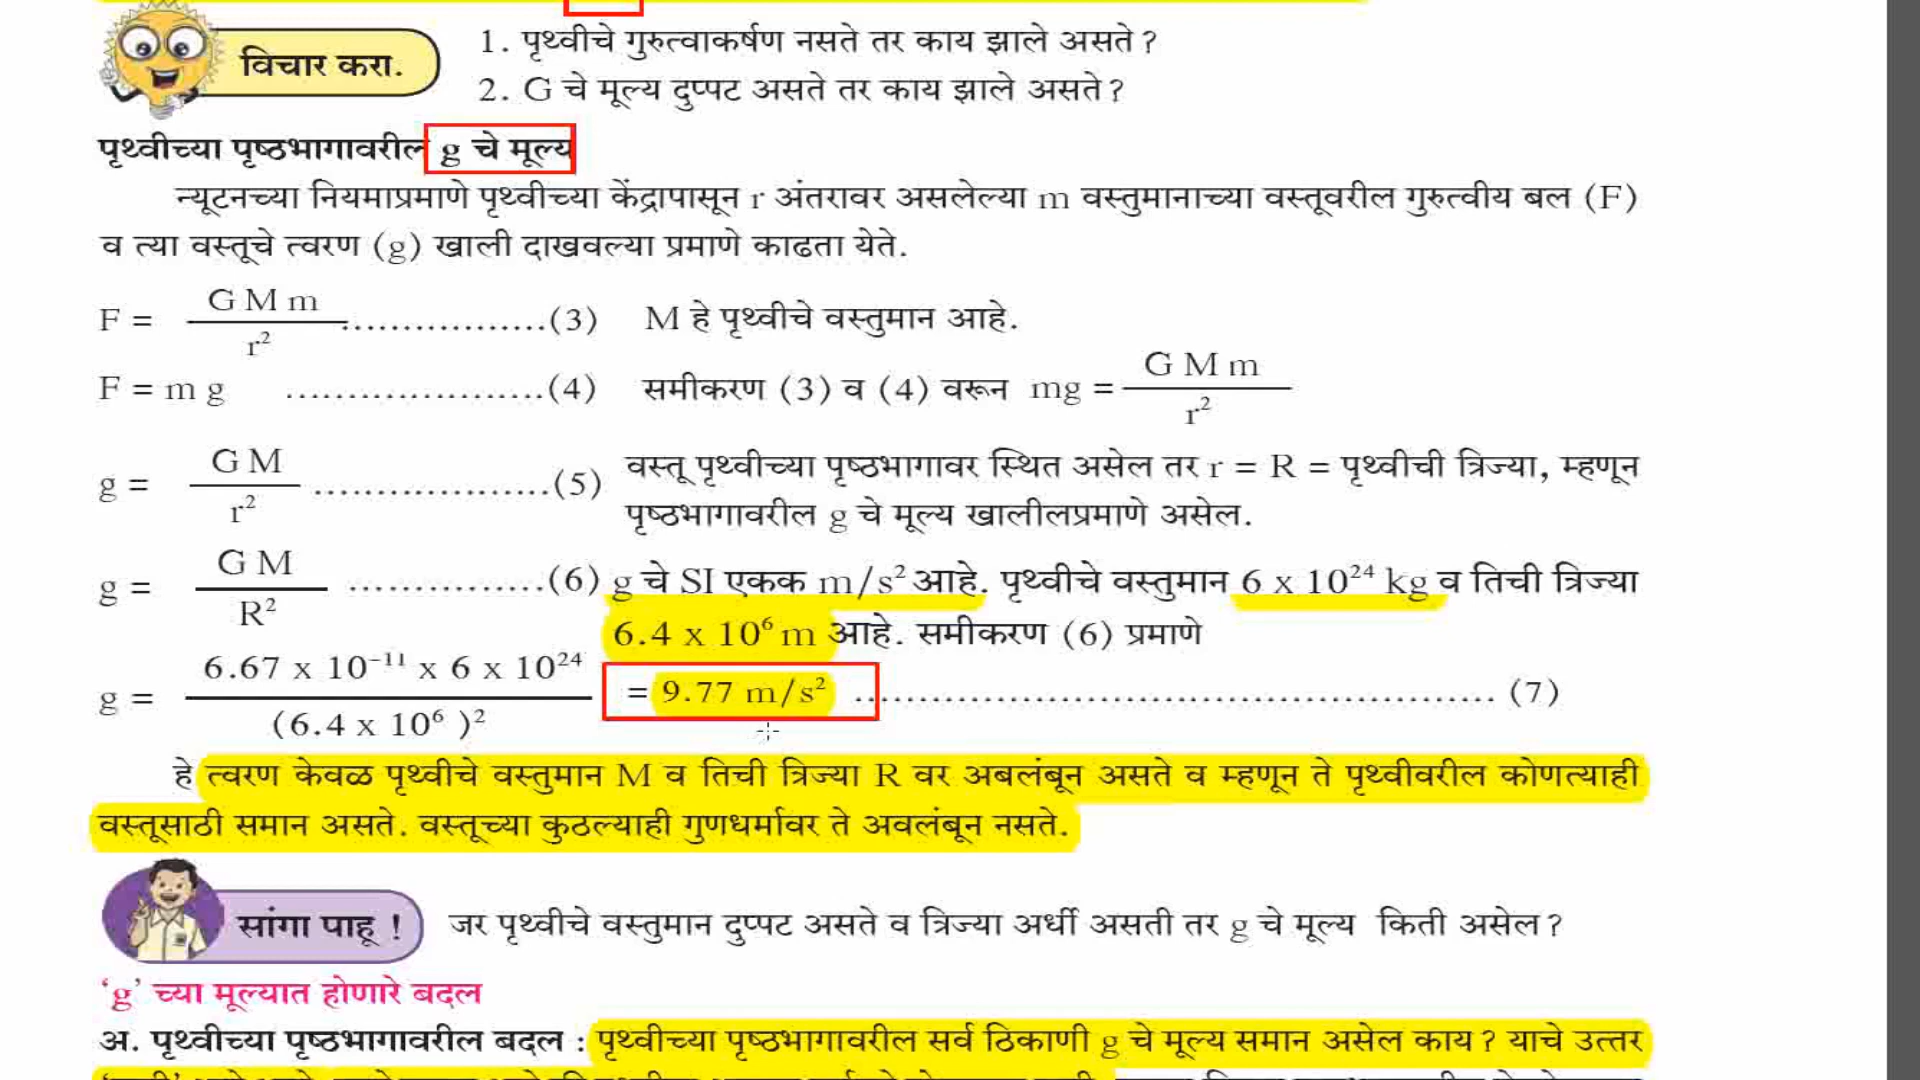 विचार करा.
1. पृथ्वीचे गुरुत्वाकर्षण नसते तर काय झाले असते ?
2. G चे मूल्य दुप्पट असते तर काय झाले असते ?
पृथ्वीच्या पृष्ठभागावरील g चे मूल्य
न्यूटनच्या नियमाप्रमाणे पृथ्वीच्या केंद्रापासून r अंतरावर असलेल्या m वस्तुमानाच्या वस्तूवरील गुरुत्वीय बल (F)
व त्या वस्तूचे त्वरण (g) खाली दाखवल्या प्रमाणे काढता येते.
F = G M m / r² ..................(3) M हे पृथ्वीचे वस्तुमान आहे.
F = m g .....................(4) समीकरण (3) व (4) वरून mg = G M m / r²
g = G M / r² ...................(5) वस्तू पृथ्वीच्या पृष्ठभागावर स्थित असेल तर r = R = पृथ्वीची त्रिज्या, म्हणून
पृष्ठभागावरील g चे मूल्य खालीलप्रमाणे असेल.
g = G M / R² ................(6) g चे SI एकक m/s² आहे. पृथ्वीचे वस्तुमान 6 x 10²⁴ kg व तिची त्रिज्या
6.4 x 10⁶ m आहे. समीकरण (6) प्रमाणे
g = 6.67 x 10⁻¹¹ x 6 x 10²⁴ / (6.4 x 10⁶ )² = 9.77 m/s² .................................................... (7)
हे त्वरण केवळ पृथ्वीचे वस्तुमान M व तिची त्रिज्या R वर अबलंबून असते व म्हणून ते पृथ्वीवरील कोणत्याही
वस्तूसाठी समान असते. वस्तूच्या कुठल्याही गुणधर्मावर ते अवलंबून नसते.
सांगा पाहू !
जर पृथ्वीचे वस्तुमान दुप्पट असते व त्रिज्या अर्धी असती तर g चे मूल्य किती असेल ?
‘g’ च्या मूल्यात होणारे बदल
अ. पृथ्वीच्या पृष्ठभागावरील बदल : पृथ्वीच्या पृष्ठभागावरील सर्व ठिकाणी g चे मूल्य समान असेल काय ? याचे उत्तर